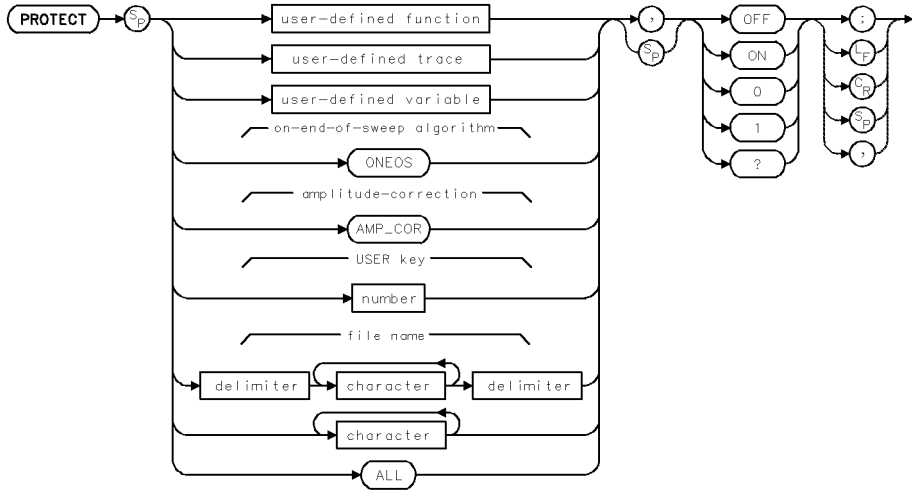 PROTECT SP user-defined function , OFF ;
user-defined trace SP ON LF
user-defined variable 0 CR
on-end-of-sweep algorithm 1 SP
ONEOS ? ,
amplitude-correction
AMP_COR
USER key
number
file name
delimiter character delimiter
character
ALL